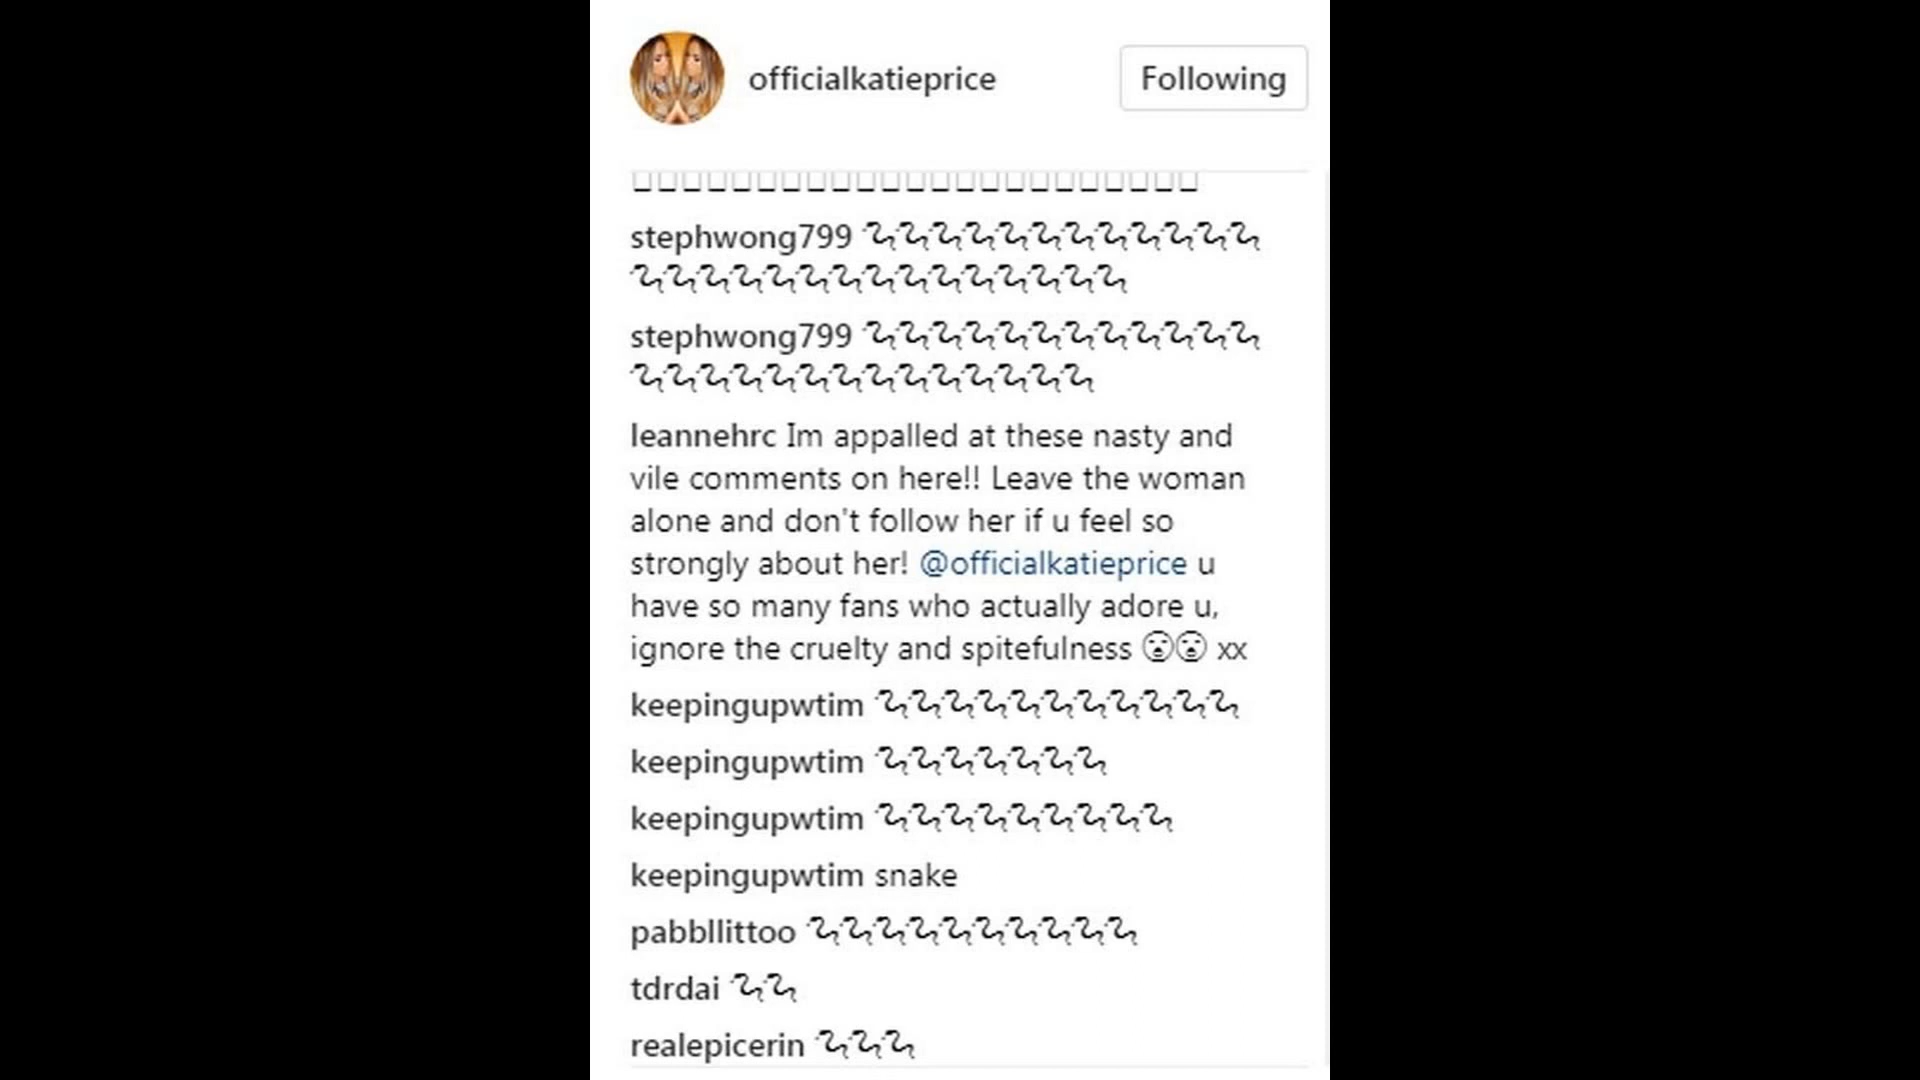 officialkatieprice
Following
stephwong799 🐍🐍🐍🐍🐍🐍🐍🐍🐍🐍🐍🐍
🐍🐍🐍🐍🐍🐍🐍🐍🐍🐍🐍🐍🐍🐍🐍
stephwong799 🐍🐍🐍🐍🐍🐍🐍🐍🐍🐍🐍🐍
🐍🐍🐍🐍🐍🐍🐍🐍🐍🐍🐍🐍🐍🐍
leannehrc Im appalled at these nasty and
vile comments on here!! Leave the woman
alone and don't follow her if u feel so
strongly about her! @officialkatieprice u
have so many fans who actually adore u,
ignore the cruelty and spitefulness 😮😮 xx
keepingupwtim 🐍🐍🐍🐍🐍🐍🐍🐍🐍🐍🐍
keepingupwtim 🐍🐍🐍🐍🐍🐍🐍
keepingupwtim 🐍🐍🐍🐍🐍🐍🐍🐍🐍
keepingupwtim snake
pabbllittoo 🐍🐍🐍🐍🐍🐍🐍🐍🐍🐍
tdrdai 🐍🐍
realepicerin 🐍🐍🐍